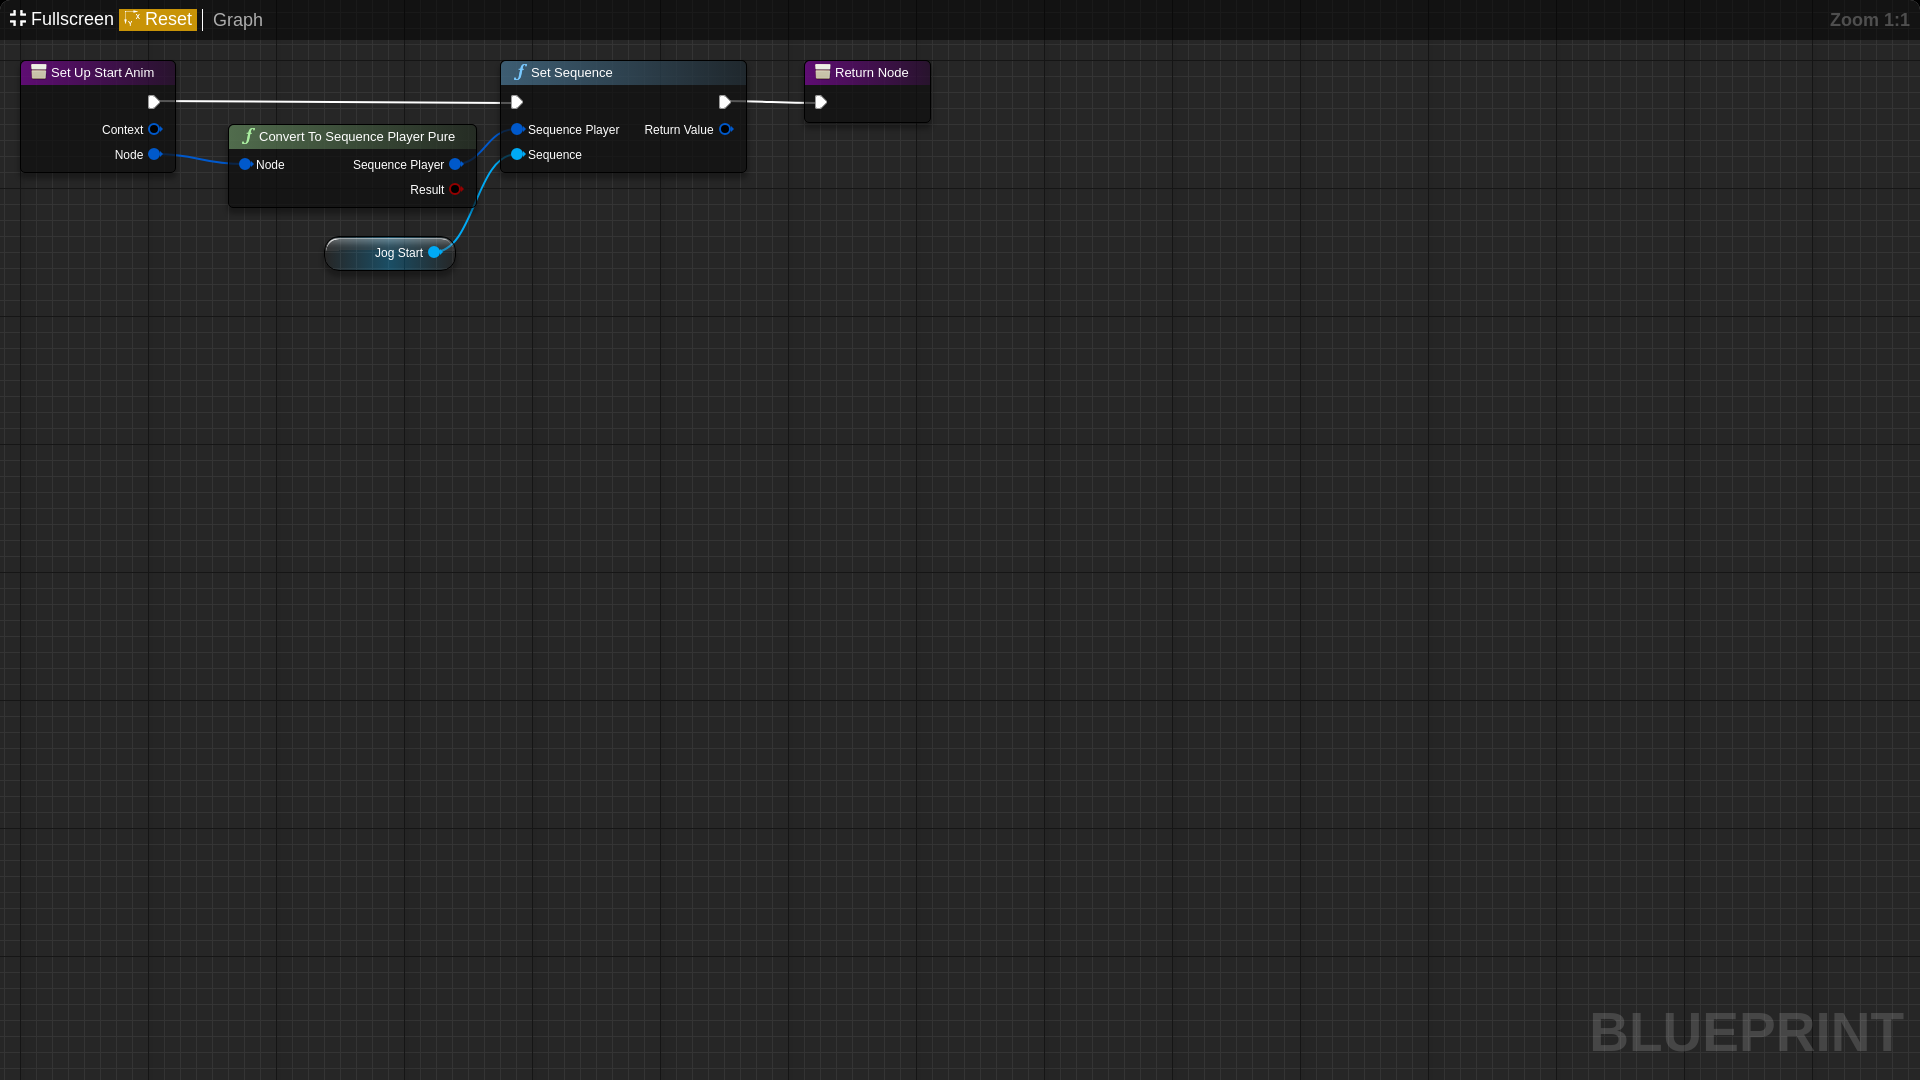 Fullscreen Reset Graph Zoom 1:1
Set Up Start Anim
Context
Node
Convert To Sequence Player Pure
Node Sequence Player
Result
Jog Start
Set Sequence
Sequence Player Return Value
Sequence
Return Node
BLUEPRINT